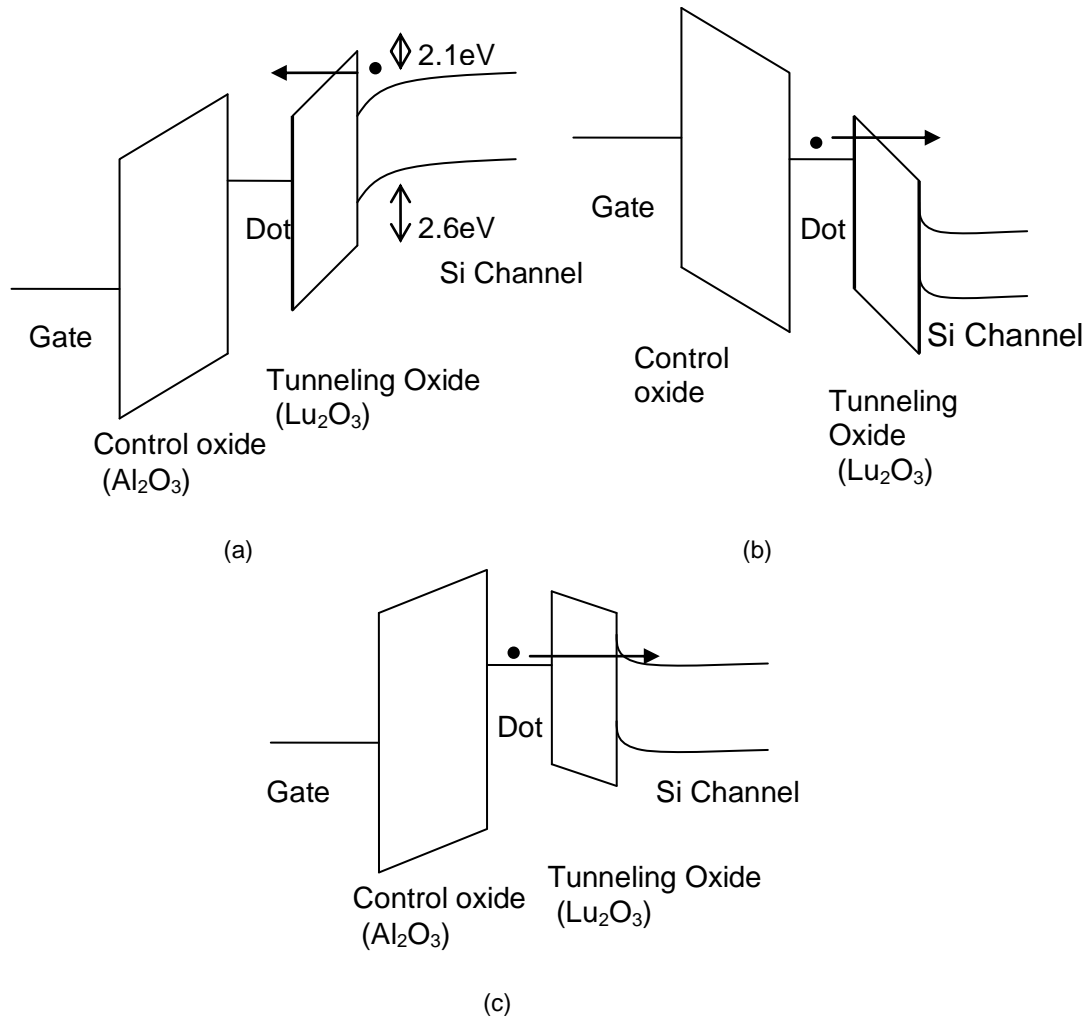 2.1eV
Dot
2.6eV
Si Channel
Gate
Tunneling Oxide
(Lu₂O₃)
Control oxide
(Al₂O₃)
(a)
Gate
Dot
Si Channel
Control
oxide
Tunneling
Oxide
(Lu₂O₃)
(b)
Dot
Gate
Si Channel
Tunneling Oxide
(Lu₂O₃)
Control oxide
(Al₂O₃)
(c)